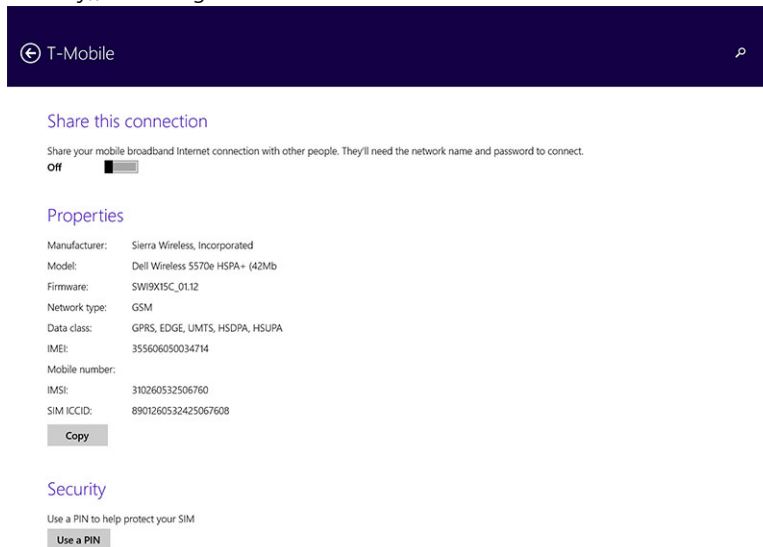 T-Mobile
Share this connection
Share your mobile broadband Internet connection with other people. They'll need the network name and password to connect.
Off
Properties
Manufacturer: Sierra Wireless, Incorporated
Model: Dell Wireless 5570e HSPA+ (42Mb
Firmware: SWI9X15C_01.12
Network type: GSM
Data class: GPRS, EDGE, UMTS, HSDPA, HSUPA
IMEI: 355606050034714
Mobile number:
IMSI: 310260532506760
SIM ICCID: 8901260532425067608
Copy
Security
Use a PIN to help protect your SIM
Use a PIN